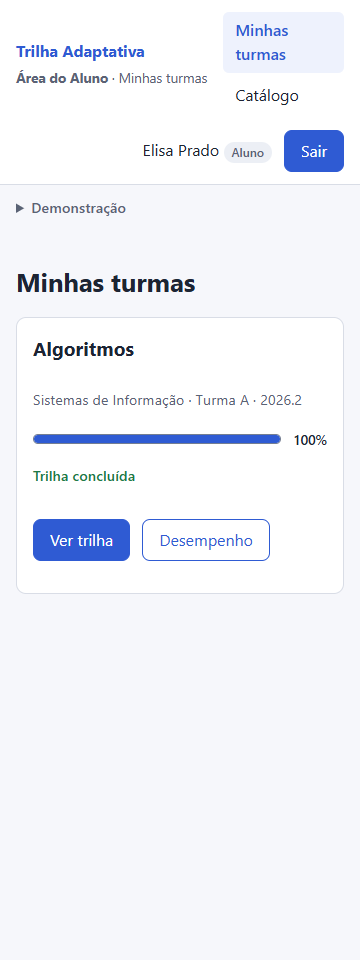 Trilha Adaptativa
Área do Aluno · Minhas turmas
Minhas
turmas
Catálogo
Elisa Prado Aluno
Sair
Demonstração
Minhas turmas
Algoritmos
Sistemas de Informação · Turma A · 2026.2
100%
Trilha concluída
Ver trilha
Desempenho